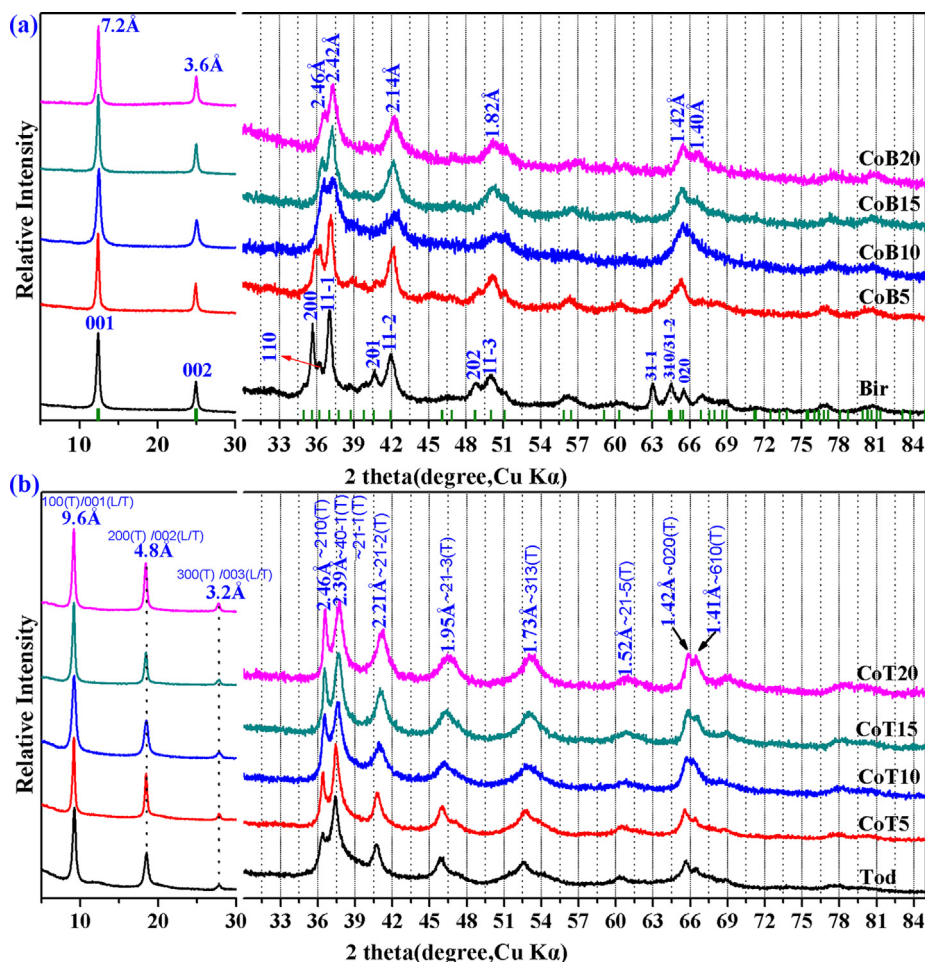 (a)
7.2Å
3.6Å
2.46Å
2.42Å
2.14Å
1.82Å
1.42Å
1.40Å
CoB20
CoB15
CoB10
CoB5
Bir
001
002
110
200
11-1
201
11-2
202
11-3
31-1
310/31-2
020
Relative Intensity
10 20 30 33 36 39 42 45 48 51 54 57 60 63 66 69 72 75 78 81 84
2 theta(degree,Cu Kα)
(b)
100(T)/001(L/T)
9.6Å
200(T) /002(L/T)
4.8Å
300(T) /003(L/T)
3.2Å
2.46Å~210(T)
2.39Å~40-1(T)
~21-1(T)
2.21Å~21-2(T)
1.95Å~21-3(T)
1.73Å~313(T)
1.52Å~21-5(T)
1.42Å~020(T)
1.41Å~610(T)
CoT20
CoT15
CoT10
CoT5
Tod
Relative Intensity
10 20 30 33 36 39 42 45 48 51 54 57 60 63 66 69 72 75 78 81 84
2 theta(degree,Cu Kα)